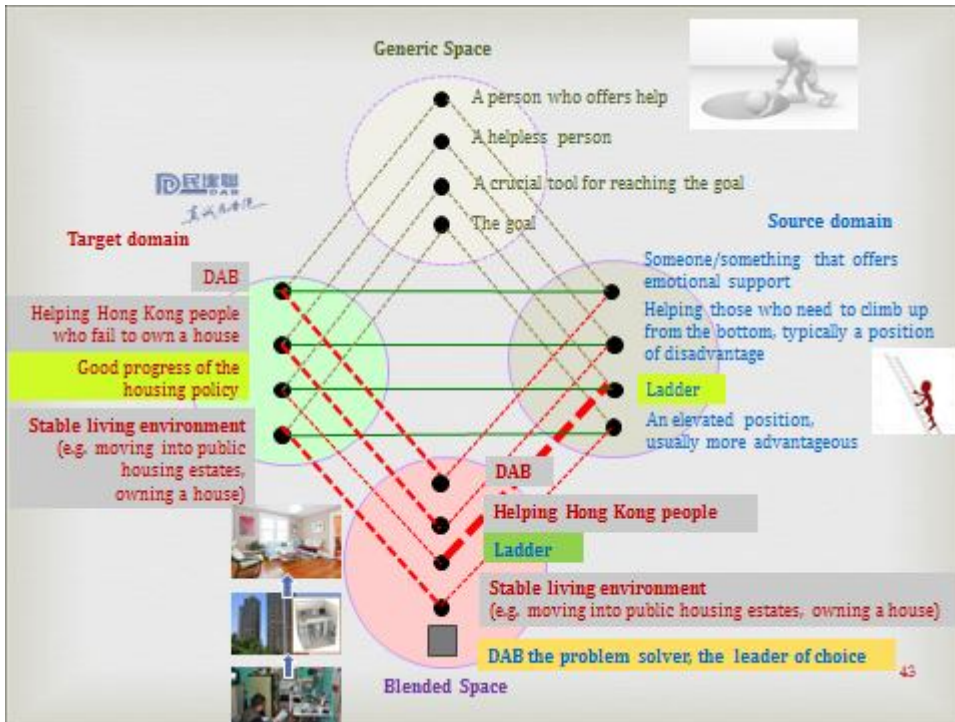 Generic Space
A person who offers help
A helpless person
A crucial tool for reaching the goal
The goal
民建聯
DAB
Target domain
DAB
Helping Hong Kong people
who fail to own a house
Good progress of the
housing policy
Stable living environment
(e.g. moving into public
housing estates,
owning a house)
Source domain
Someone/something that offers
emotional support
Helping those who need to climb up
from the bottom, typically a position
of disadvantage
Ladder
An elevated position,
usually more advantageous
DAB
Helping Hong Kong people
Ladder
Stable living environment
(e.g. moving into public housing estates, owning a house)
DAB the problem solver, the leader of choice
Blended Space
43